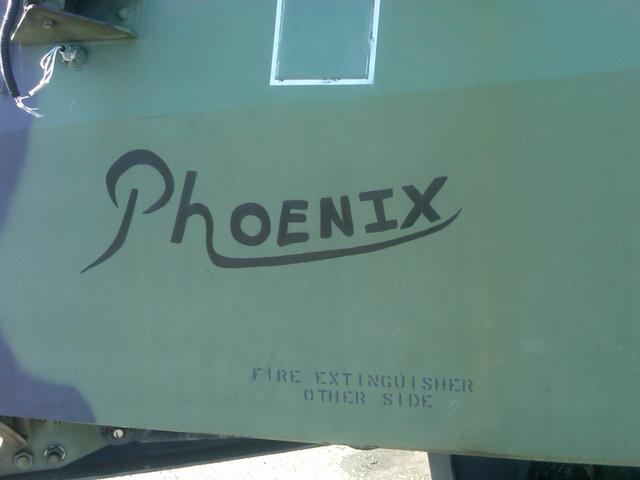 PhOENIX
FIRE EXTINGUISHER
OTHER SIDE